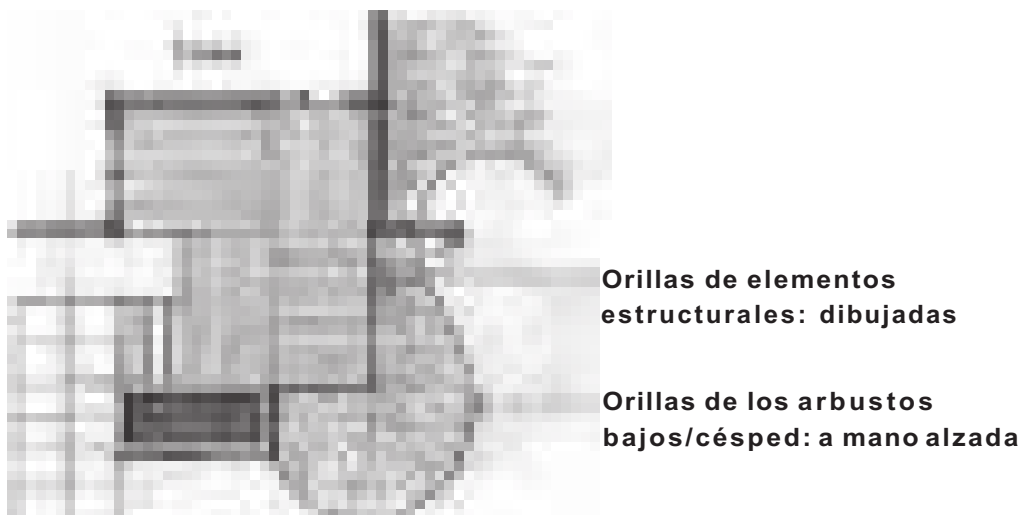 Orillas de elementos
estructurales: dibujadas
Orillas de los arbustos
bajos/césped: a mano alzada